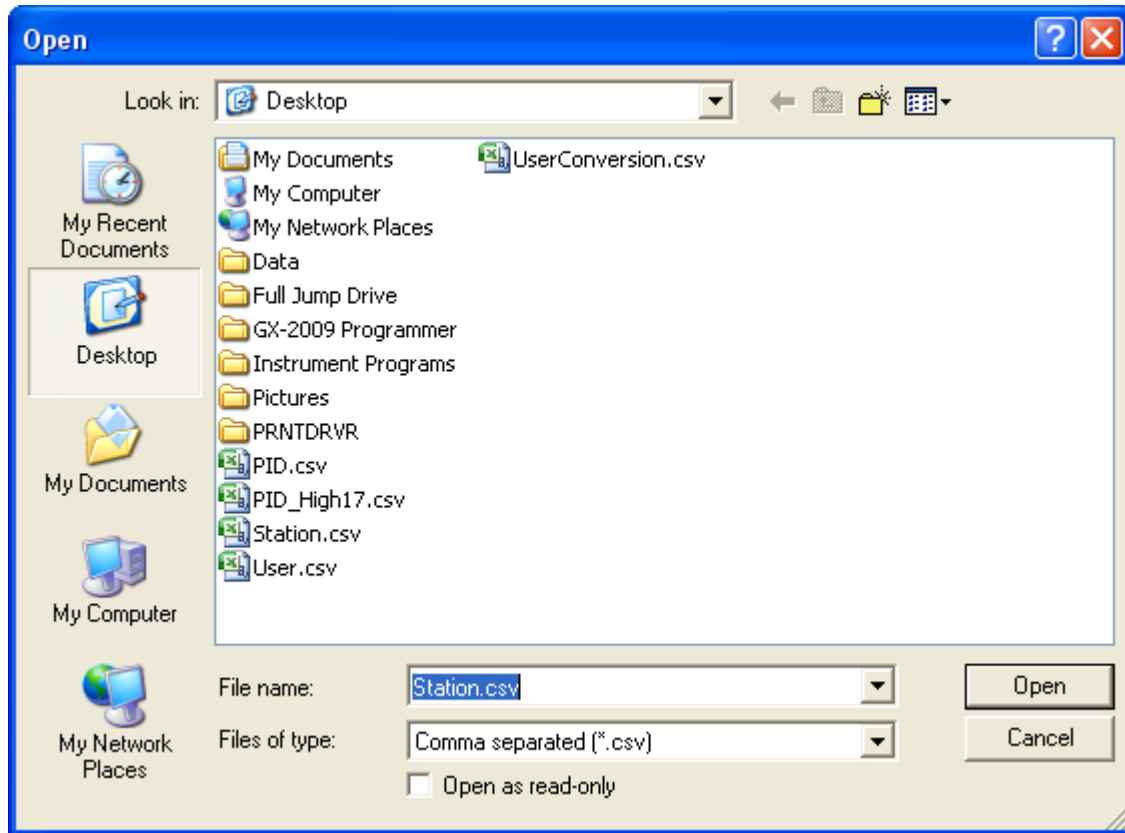 Open
Look in: Desktop
My Recent
Documents
Desktop
My Documents
My Computer
My Network
Places
My Documents
My Computer
My Network Places
Data
Full Jump Drive
GX-2009 Programmer
Instrument Programs
Pictures
PRNTDRVR
PID.csv
PID_High17.csv
Station.csv
User.csv
UserConversion.csv
File name: Station.csv Open
Files of type: Comma separated (*.csv) Cancel
Open as read-only